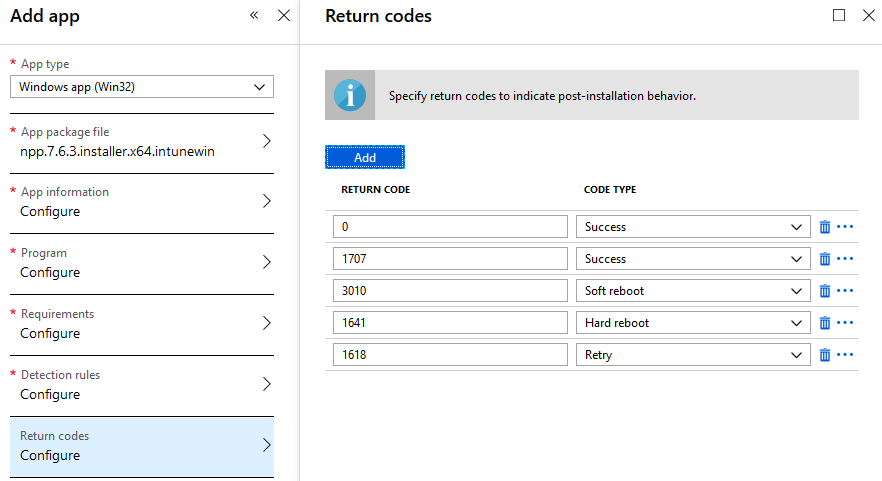 Add app
«
* App type
Windows app (Win32)
* App package file
npp.7.6.3.installer.x64.intunewin
* App information
Configure
* Program
Configure
* Requirements
Configure
* Detection rules
Configure
Return codes
Configure
Return codes
Specify return codes to indicate post-installation behavior.
Add
RETURN CODE CODE TYPE
0 Success
1707 Success
3010 Soft reboot
1641 Hard reboot
1618 Retry